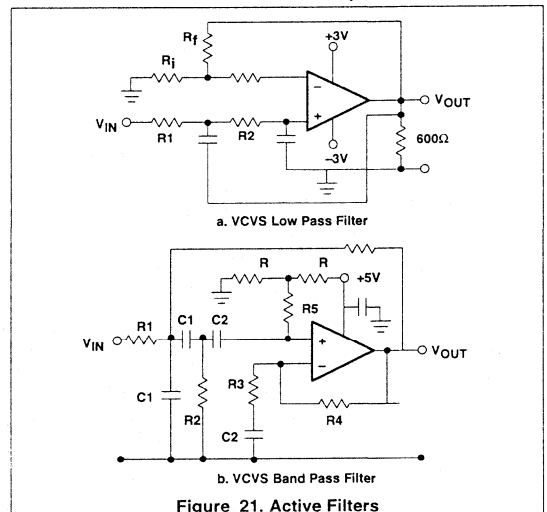 Rf
+3V
Ri
−
+
VOUT
VIN
R1
R2
600Ω
−3V
a. VCVS Low Pass Filter
R
R
+5V
R5
R1
C1
C2
VIN
+
−
VOUT
R3
C1
R2
R4
C2
b. VCVS Band Pass Filter
Figure 21. Active Filters